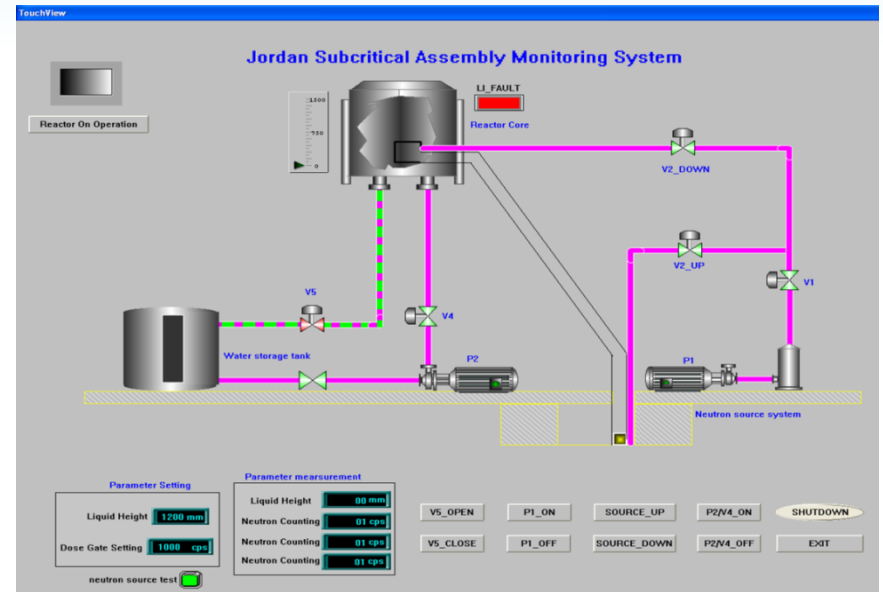 TouchView
Jordan Subcritical Assembly Monitoring System
Reactor On Operation
1500
750
0
LI_FAULT
Reactor Core
V2_DOWN
V2_UP
V1
V5
V4
Water storage tank
P2
P1
Neutron source system
Parameter Setting
Liquid Height 1200 mm
Dose Gate Setting 1000 cps
neutron source test
Parameter mearsurement
Liquid Height 00 mm
Neutron Counting 01 cps
Neutron Counting 01 cps
Neutron Counting 01 cps
V5_OPEN P1_ON SOURCE_UP P2/V4_ON SHUTDOWN
V5_CLOSE P1_OFF SOURCE_DOWN P2/V4_OFF EXIT